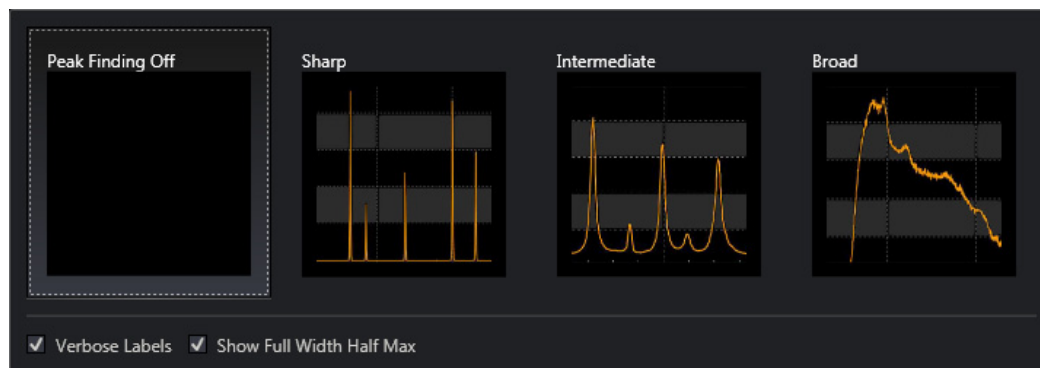 Peak Finding Off
Sharp
Intermediate
Broad
Verbose Labels
Show Full Width Half Max